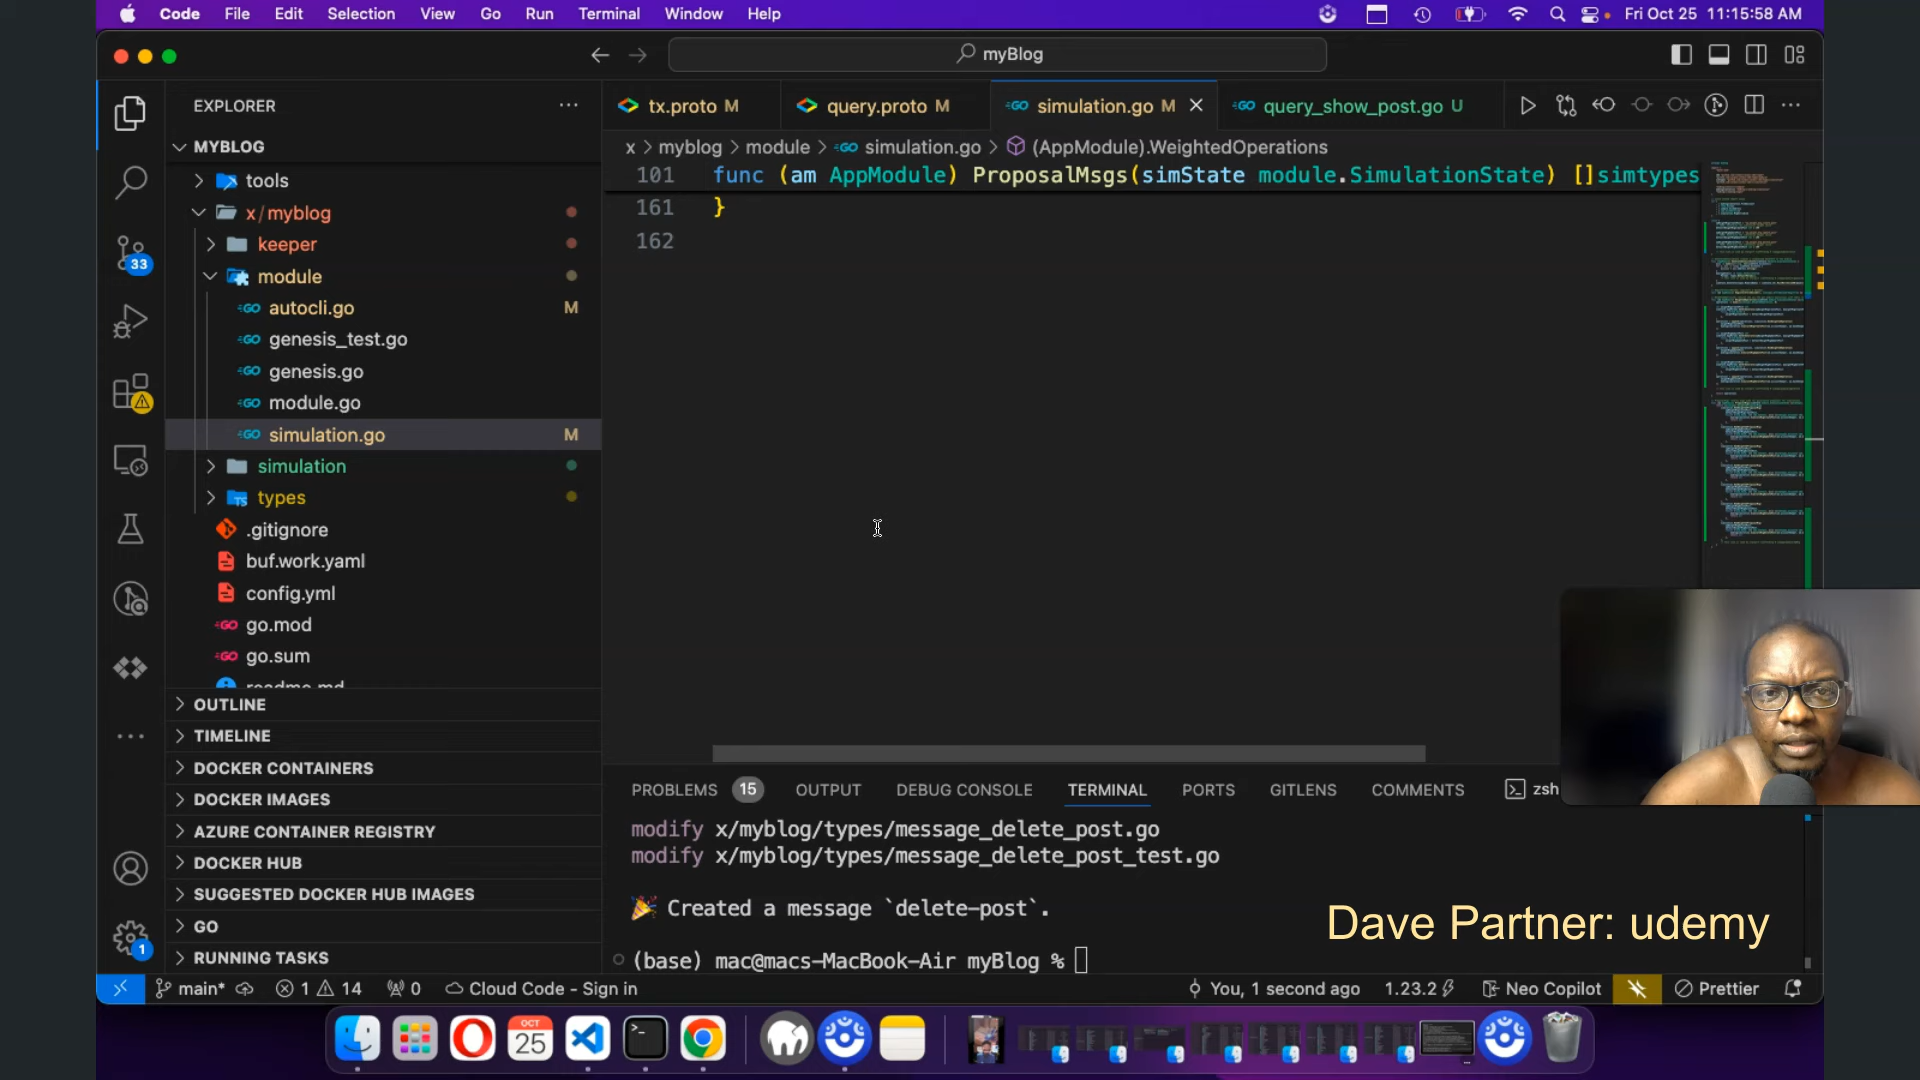 Code File Edit Selection View Go Run Terminal Window Help
Fri Oct 25 11:15:58 AM
myBlog
EXPLORER
MYBLOG
tools
x / myblog
keeper
module
autocli.go M
genesis_test.go
genesis.go
module.go
simulation.go M
simulation
types
.gitignore
buf.work.yaml
config.yml
go.mod
go.sum
readme.md
OUTLINE
TIMELINE
DOCKER CONTAINERS
DOCKER IMAGES
AZURE CONTAINER REGISTRY
DOCKER HUB
SUGGESTED DOCKER HUB IMAGES
GO
RUNNING TASKS
33
1
tx.proto M
query.proto M
simulation.go M
query_show_post.go U
x > myblog > module > simulation.go > (AppModule).WeightedOperations
101 func (am AppModule) ProposalMsgs(simState module.SimulationState) []simtypes
161 }
162
PROBLEMS 15 OUTPUT DEBUG CONSOLE TERMINAL PORTS GITLENS COMMENTS zsh
modify x/myblog/types/message_delete_post.go
modify x/myblog/types/message_delete_post_test.go
🎉 Created a message `delete-post`.
(base) mac@macs-MacBook-Air myBlog %
Dave Partner: udemy
main* 1 14 0 Cloud Code - Sign in
You, 1 second ago 1.23.2 Neo Copilot Prettier
OCT
25